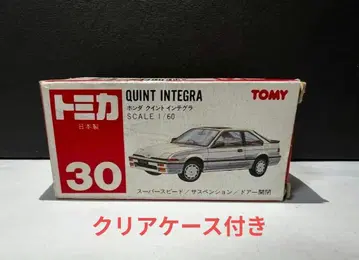 トミカ
日本製
30
QUINT INTEGRA
ホンダ クイント インテグラ
SCALE 1/60
TOMY
スーパースピード/サスペンション/ドアー開閉
クリアケース付き